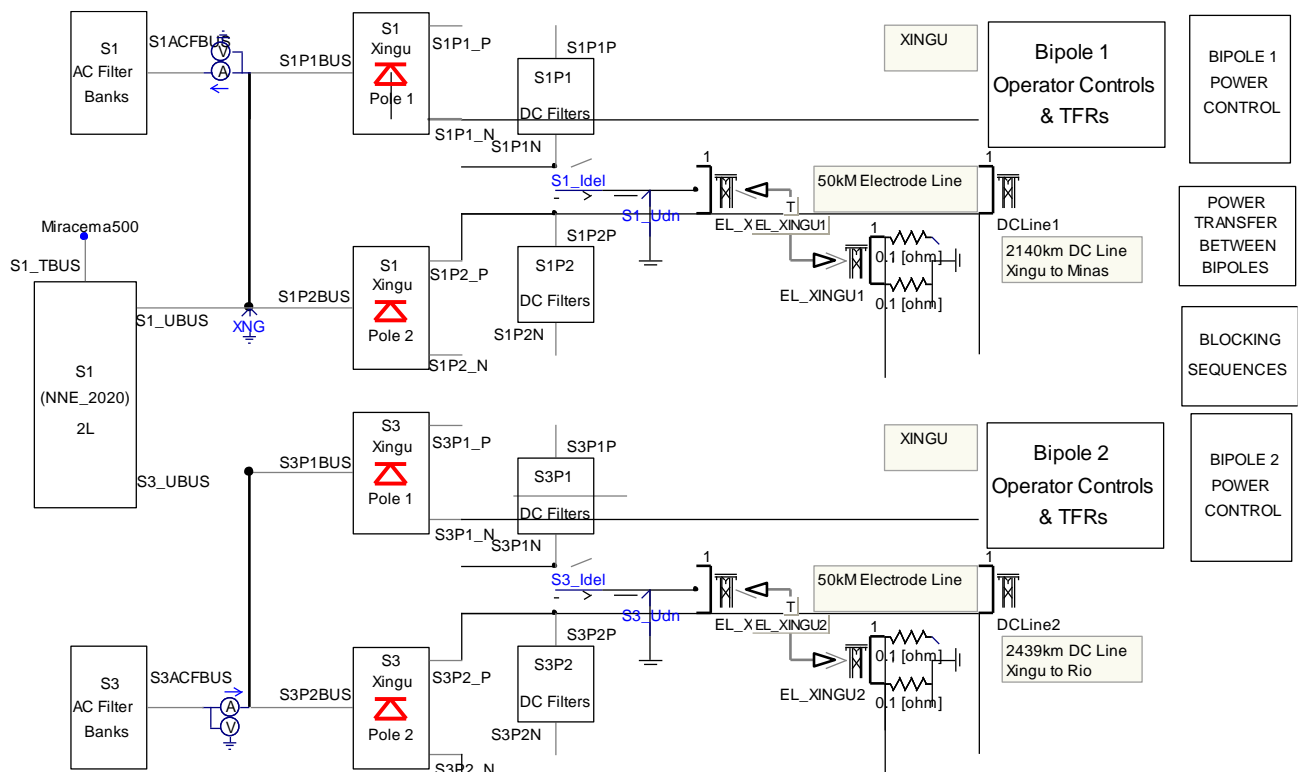 S1
AC Filter
Banks
S1ACFBUS
V
A
S1P1BUS
S1
Xingu
Pole 1
S1P1_P
S1P1_N
S1P1P
S1P1
DC Filters
S1P1N
XINGU
Bipole 1
Operator Controls
& TFRs
BIPOLE 1
POWER
CONTROL
S1_Idel
S1_Udn
1
EL_X
EL_XINGU1
T
50kM Electrode Line
1
DCLine1
2140km DC Line
Xingu to Minas
POWER
TRANSFER
BETWEEN
BIPOLES
Miracema500
S1_TBUS
S1_UBUS
XNG
S1P2BUS
S1
Xingu
Pole 2
S1P2_P
S1P2_N
S1P2P
S1P2
DC Filters
S1P2N
EL_XINGU1
1
0.1 [ohm]
0.1 [ohm]
BLOCKING
SEQUENCES
S1
(NNE_2020)
2L
S3_UBUS
S3P1BUS
S3
Xingu
Pole 1
S3P1_P
S3P1_N
S3P1P
S3P1
DC Filters
S3P1N
XINGU
Bipole 2
Operator Controls
& TFRs
BIPOLE 2
POWER
CONTROL
S3_Idel
S3_Udn
1
EL_X
EL_XINGU2
T
50kM Electrode Line
1
DCLine2
2439km DC Line
Xingu to Rio
S3
AC Filter
Banks
S3ACFBUS
A
V
S3P2BUS
S3
Xingu
Pole 2
S3P2_P
S3P2_N
S3P2P
S3P2
DC Filters
S3P2N
EL_XINGU2
1
0.1 [ohm]
0.1 [ohm]